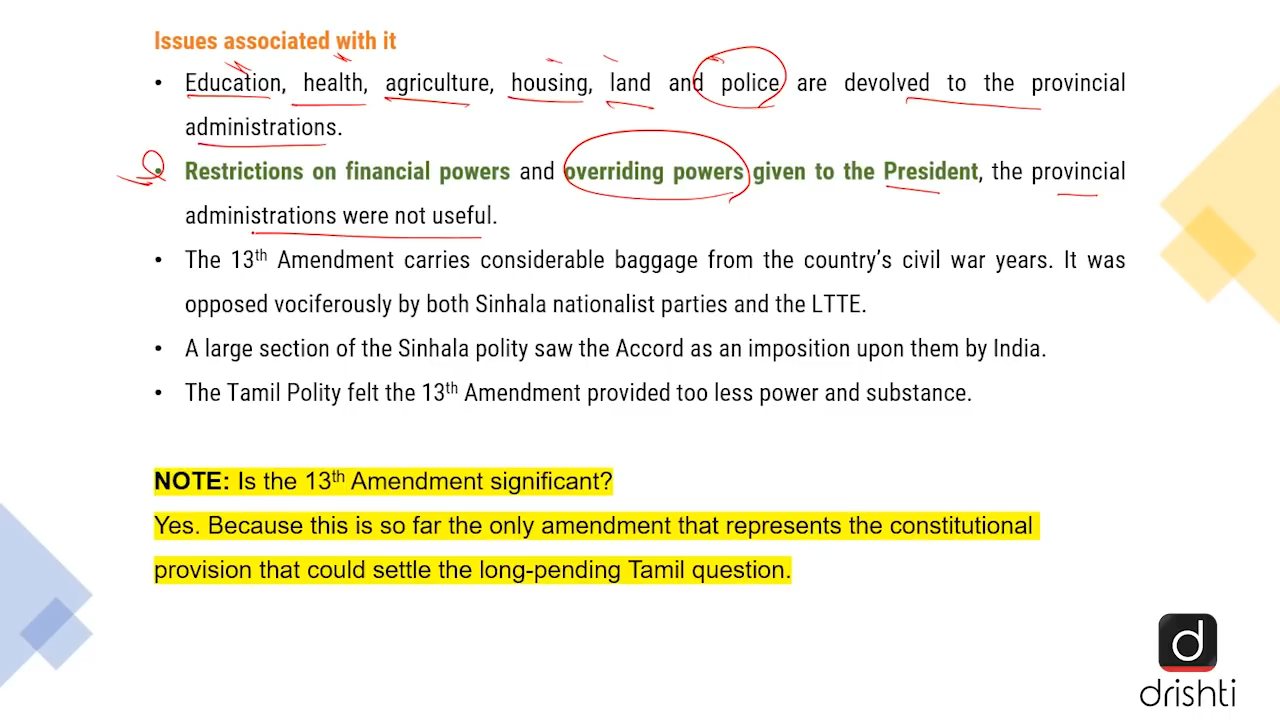 Issues associated with it
• Education, health, agriculture, housing, land and police are devolved to the provincial
administrations.
• Restrictions on financial powers and overriding powers given to the President, the provincial
administrations were not useful.
• The 13th Amendment carries considerable baggage from the country's civil war years. It was
opposed vociferously by both Sinhala nationalist parties and the LTTE.
• A large section of the Sinhala polity saw the Accord as an imposition upon them by India.
• The Tamil Polity felt the 13th Amendment provided too less power and substance.
NOTE: Is the 13th Amendment significant?
Yes. Because this is so far the only amendment that represents the constitutional
provision that could settle the long-pending Tamil question.
d
drishti